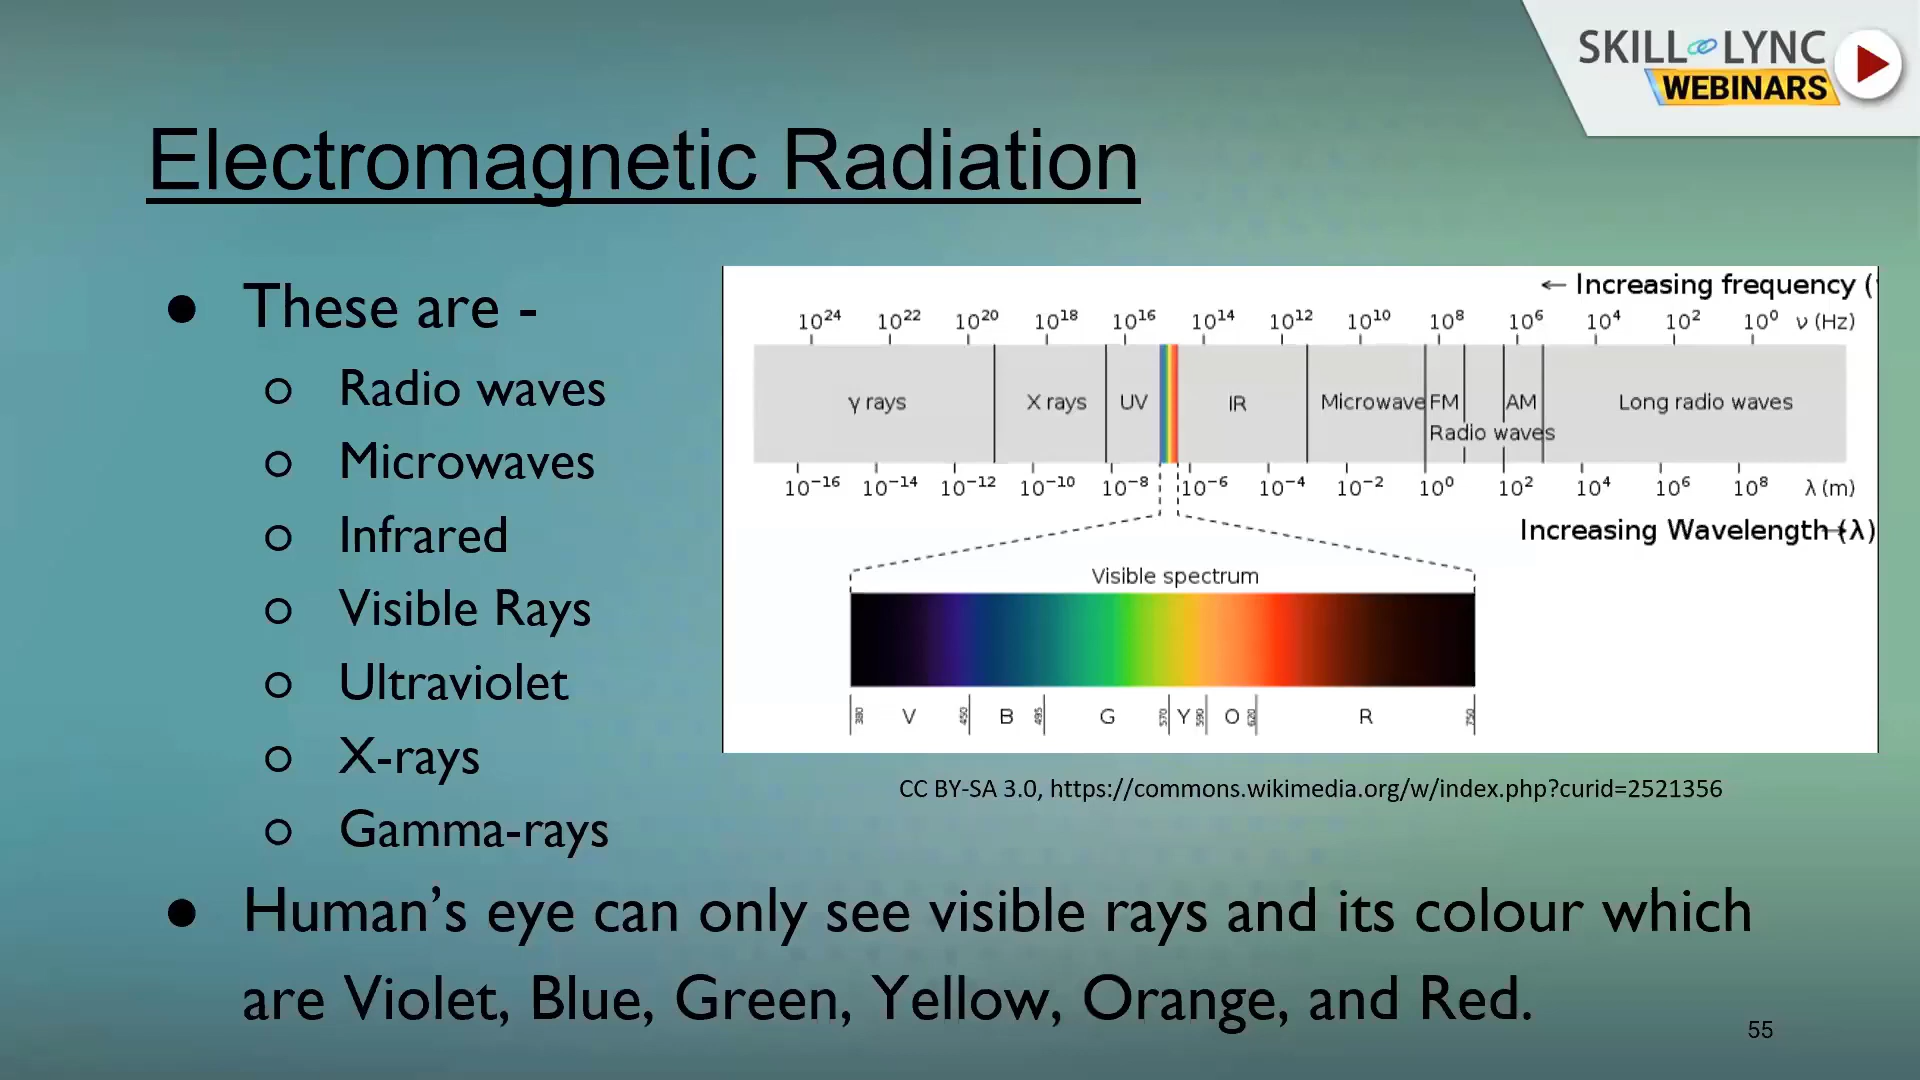 SKILL LYNC
WEBINARS
Electromagnetic Radiation
● These are -
○ Radio waves
○ Microwaves
○ Infrared
○ Visible Rays
○ Ultraviolet
○ X-rays
○ Gamma-rays
← Increasing frequency (
10²⁴ 10²² 10²⁰ 10¹⁸ 10¹⁶ 10¹⁴ 10¹² 10¹⁰ 10⁸ 10⁶ 10⁴ 10² 10⁰ ν (Hz)
γ rays X rays UV IR Microwave FM AM Long radio waves
Radio waves
10⁻¹⁶ 10⁻¹⁴ 10⁻¹² 10⁻¹⁰ 10⁻⁸ 10⁻⁶ 10⁻⁴ 10⁻² 10⁰ 10² 10⁴ 10⁶ 10⁸ λ (m)
Increasing Wavelength (λ) →
Visible spectrum
380 V 450 B 495 G 570 Y 590 O 620 R 750
CC BY-SA 3.0, https://commons.wikimedia.org/w/index.php?curid=2521356
● Human’s eye can only see visible rays and its colour which
are Violet, Blue, Green, Yellow, Orange, and Red.
55